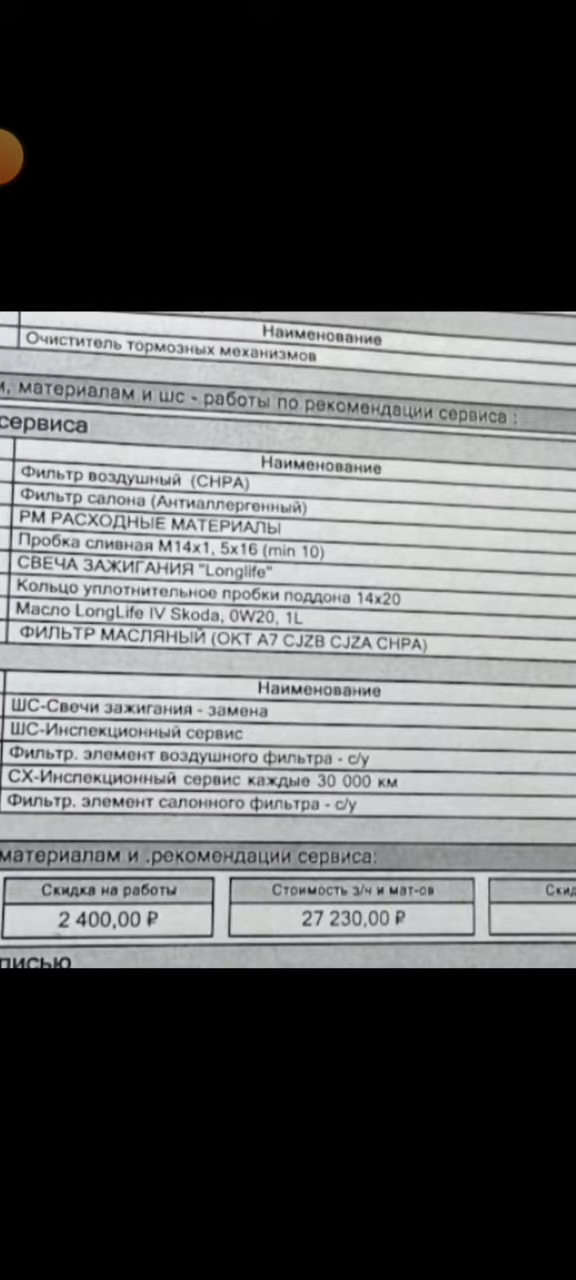 Наименование
Очиститель тормозных механизмов
, материалам и шс - работы по рекомендации сервиса :
сервиса
Наименование
Фильтр воздушный (CHPA)
Фильтр салона (Антиаллергенный)
РМ РАСХОДНЫЕ МАТЕРИАЛЫ
Пробка сливная M14x1, 5x16 (min 10)
СВЕЧА ЗАЖИГАНИЯ "Longlife"
Кольцо уплотнительное пробки поддона 14x20
Масло LongLife IV Skoda, 0W20, 1L
ФИЛЬТР МАСЛЯНЫЙ (ОКТ A7 CJZB CJZA CHPA)
Наименование
ШС-Свечи зажигания - замена
ШС-Инспекционный сервис
Фильтр. элемент воздушного фильтра - с/у
СХ-Инспекционный сервис каждые 30 000 км
Фильтр. элемент салонного фильтра - с/у
материалам и .рекомендации сервиса:
Скидка на работы
Стоимость з/ч и мат-ов
Скид
2 400,00 ₽
27 230,00 ₽
писью